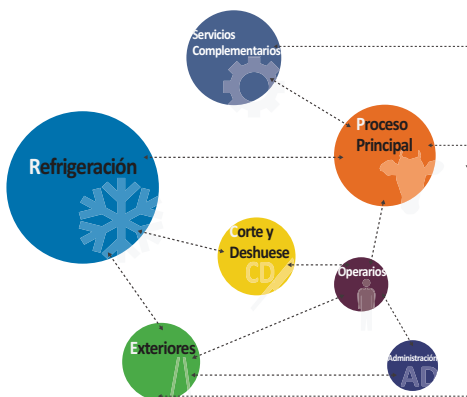 Servicios
Complementarios
Proceso
Principal
Refrigeración
Corte y
Deshuese
CD
Operarios
Exteriores
Administración
AD